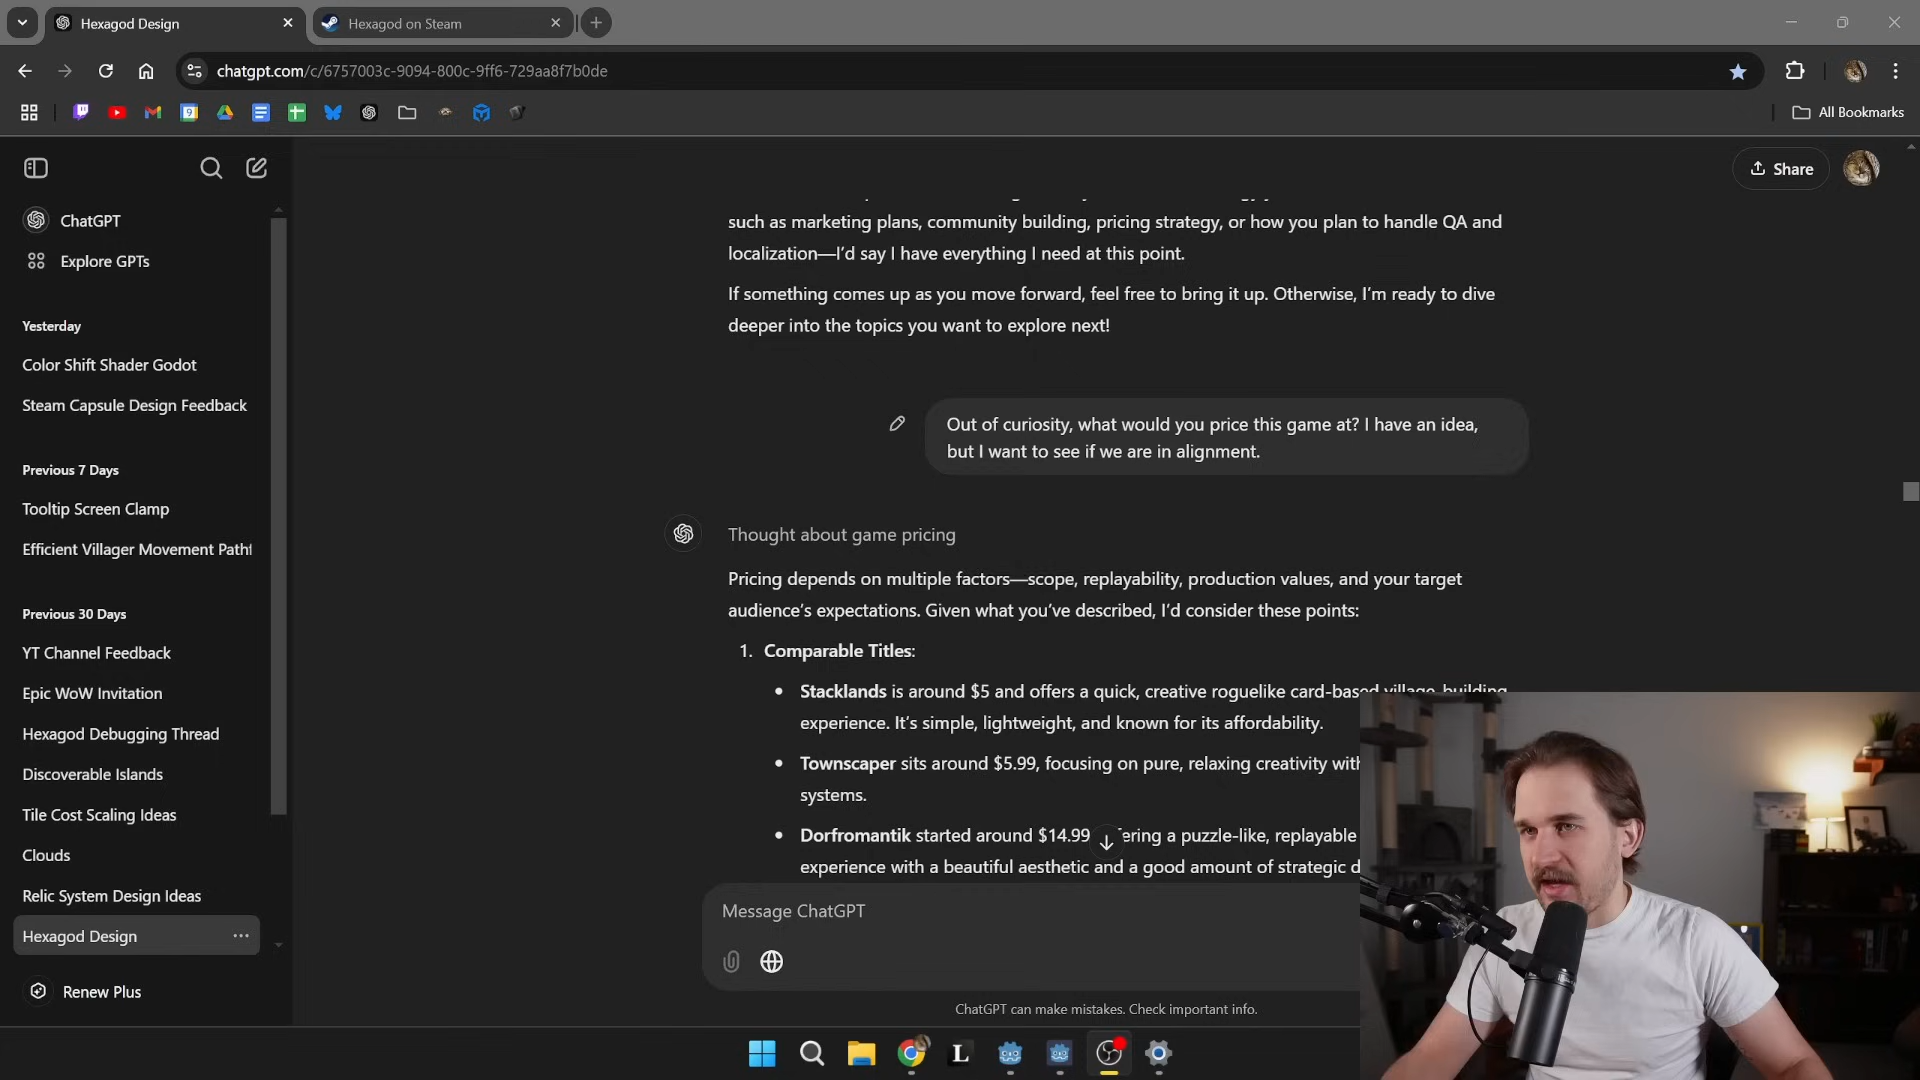 Hexagod Design
Hexagod on Steam
chatgpt.com/c/6757003c-9094-800c-9ff6-729aa8f7b0de
All Bookmarks
Share
ChatGPT
Explore GPTs
Yesterday
Color Shift Shader Godot
Steam Capsule Design Feedback
Previous 7 Days
Tooltip Screen Clamp
Efficient Villager Movement Path
Previous 30 Days
YT Channel Feedback
Epic WoW Invitation
Hexagod Debugging Thread
Discoverable Islands
Tile Cost Scaling Ideas
Clouds
Relic System Design Ideas
Hexagod Design
Renew Plus
such as marketing plans, community building, pricing strategy, or how you plan to handle QA and
localization—I’d say I have everything I need at this point.
If something comes up as you move forward, feel free to bring it up. Otherwise, I’m ready to dive
deeper into the topics you want to explore next!
Out of curiosity, what would you price this game at? I have an idea,
but I want to see if we are in alignment.
Thought about game pricing
Pricing depends on multiple factors—scope, replayability, production values, and your target
audience’s expectations. Given what you’ve described, I’d consider these points:
1. Comparable Titles:
• Stacklands is around $5 and offers a quick, creative roguelike card-based village-building
experience. It’s simple, lightweight, and known for its affordability.
• Townscaper sits around $5.99, focusing on pure, relaxing creativity with
systems.
• Dorfromantik started around $14.99 a puzzle-like, replayable
experience with a beautiful aesthetic and a good amount of strategic
Message ChatGPT
ChatGPT can make mistakes. Check important info.
L